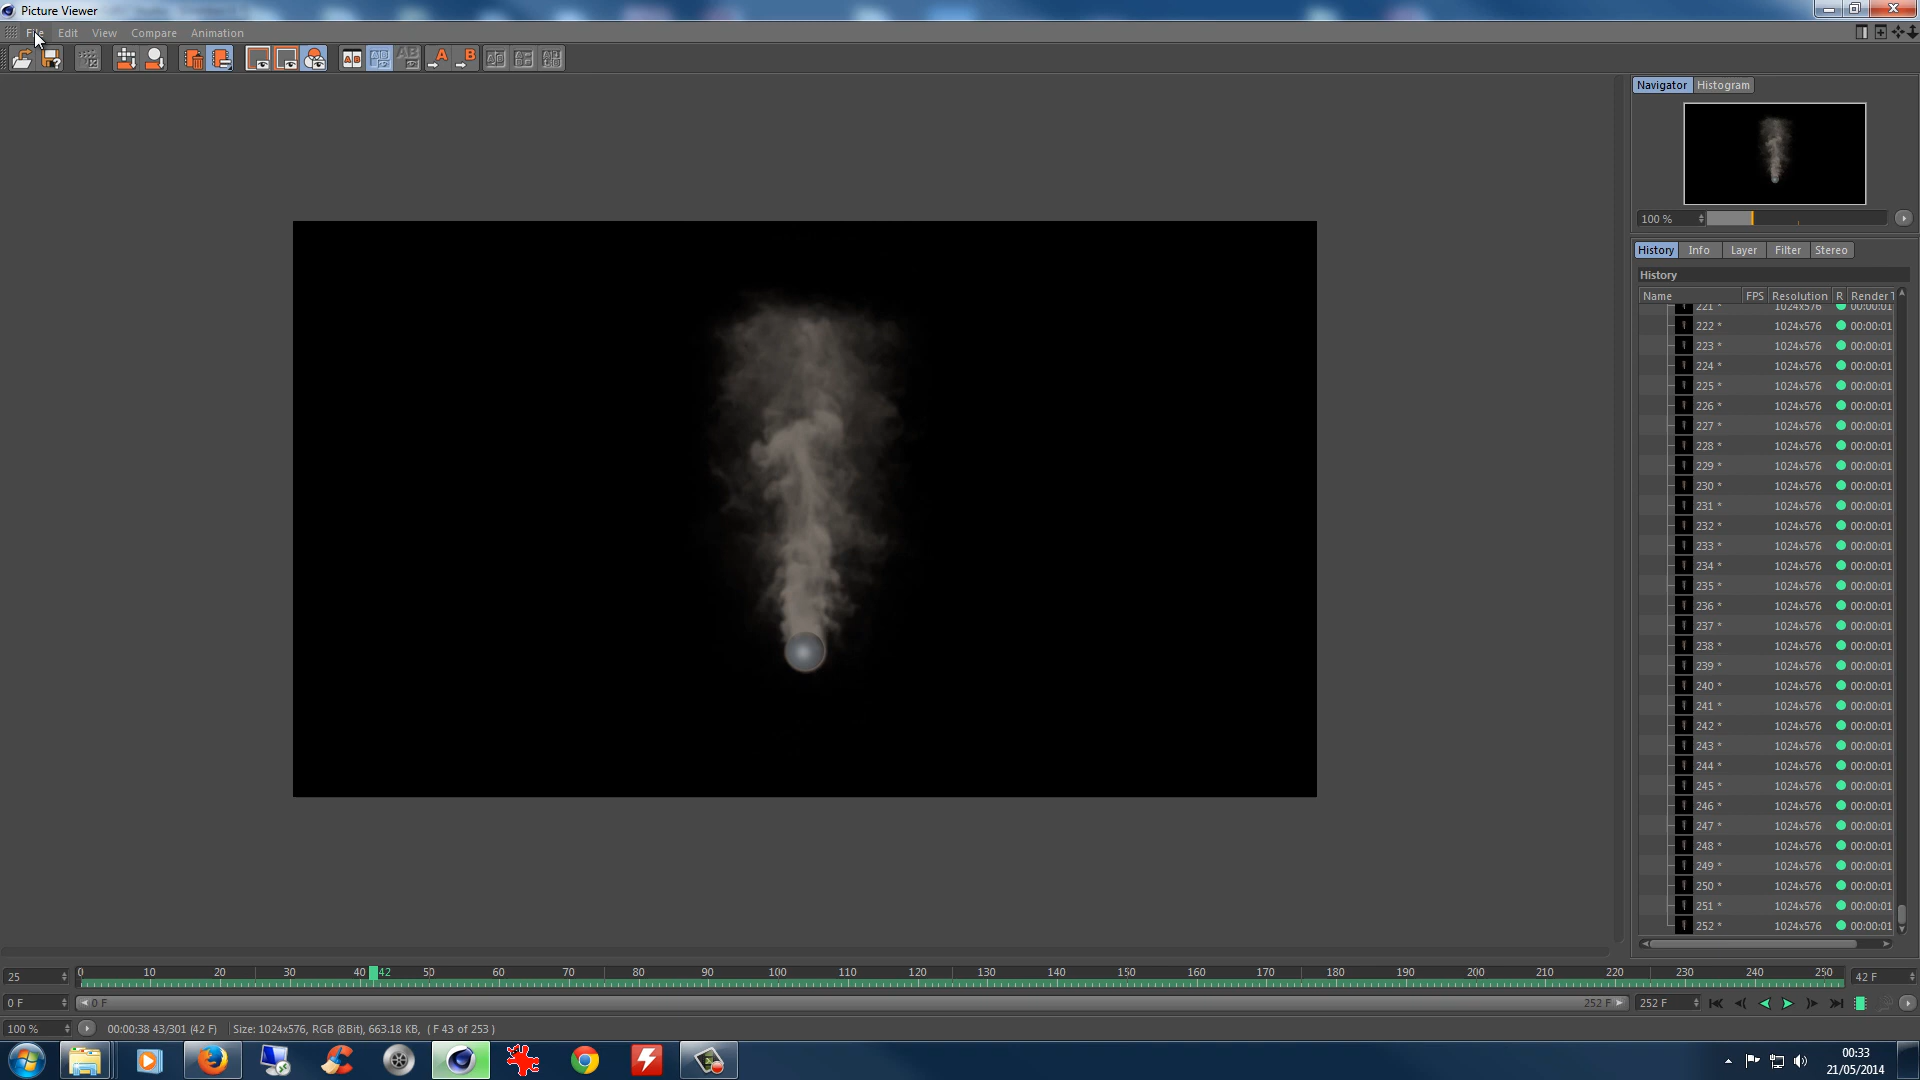 Picture Viewer
File Edit View Compare Animation
Navigator Histogram
100 %
History Info Layer Filter Stereo
History
Name FPS Resolution R Render T
221 * 1024x576 00:00:01
222 * 1024x576 00:00:01
223 * 1024x576 00:00:01
224 * 1024x576 00:00:01
225 * 1024x576 00:00:01
226 * 1024x576 00:00:01
227 * 1024x576 00:00:01
228 * 1024x576 00:00:01
229 * 1024x576 00:00:01
230 * 1024x576 00:00:01
231 * 1024x576 00:00:01
232 * 1024x576 00:00:01
233 * 1024x576 00:00:01
234 * 1024x576 00:00:01
235 * 1024x576 00:00:01
236 * 1024x576 00:00:01
237 * 1024x576 00:00:01
238 * 1024x576 00:00:01
239 * 1024x576 00:00:01
240 * 1024x576 00:00:01
241 * 1024x576 00:00:01
242 * 1024x576 00:00:01
243 * 1024x576 00:00:01
244 * 1024x576 00:00:01
245 * 1024x576 00:00:01
246 * 1024x576 00:00:01
247 * 1024x576 00:00:01
248 * 1024x576 00:00:01
249 * 1024x576 00:00:01
250 * 1024x576 00:00:01
251 * 1024x576 00:00:01
252 * 1024x576 00:00:01
25 0 10 20 30 40 42 50 60 70 80 90 100 110 120 130 140 150 160 170 180 190 200 210 220 230 240 250 42 F
0 F 0 F 252 F 252 F
100 % 00:00:38 43/301 (42 F) Size: 1024x576, RGB (8Bit), 663.18 KB, ( F 43 of 253 )
00:33
21/05/2014